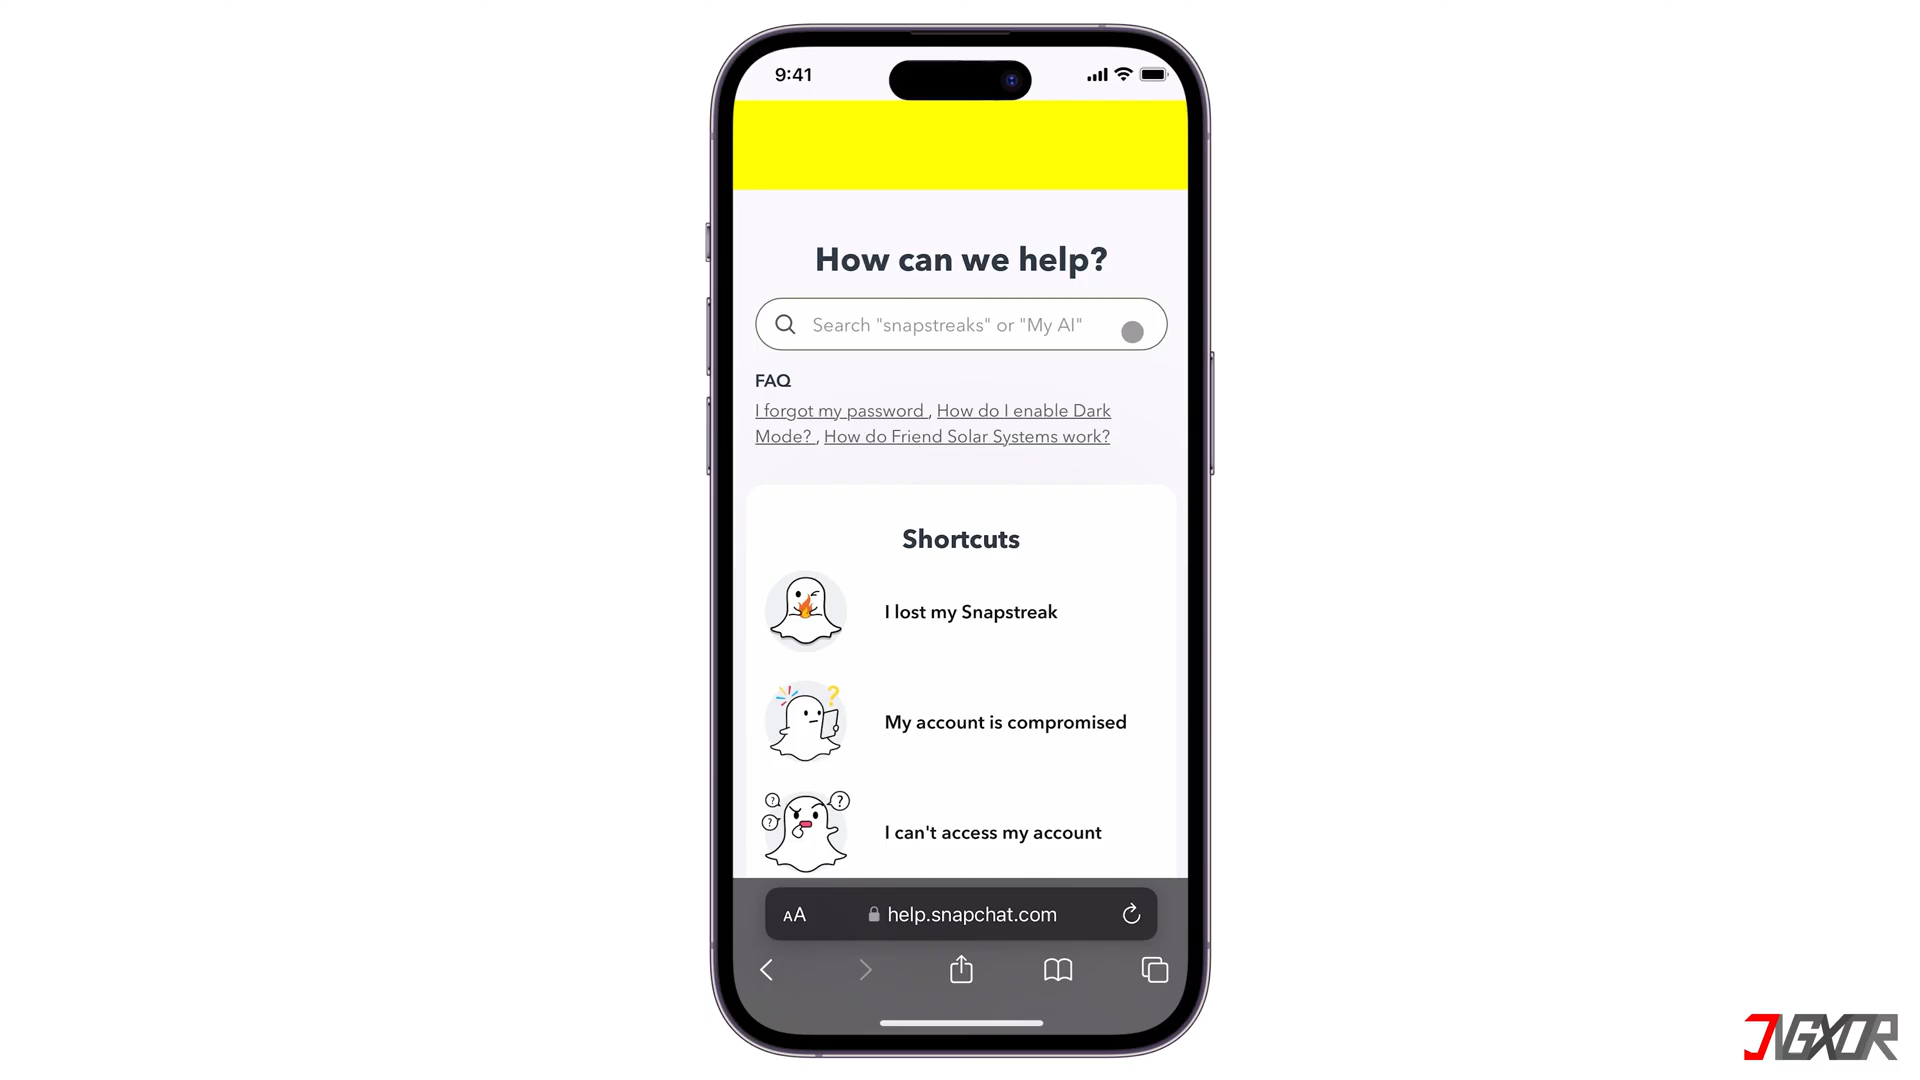 9:41
How can we help?
Search "snapstreaks" or "My AI"
FAQ
I forgot my password , How do I enable Dark
Mode? , How do Friend Solar Systems work?
Shortcuts
I lost my Snapstreak
?
My account is compromised
? ?
?
I can't access my account
AA help.snapchat.com
JVGXOR